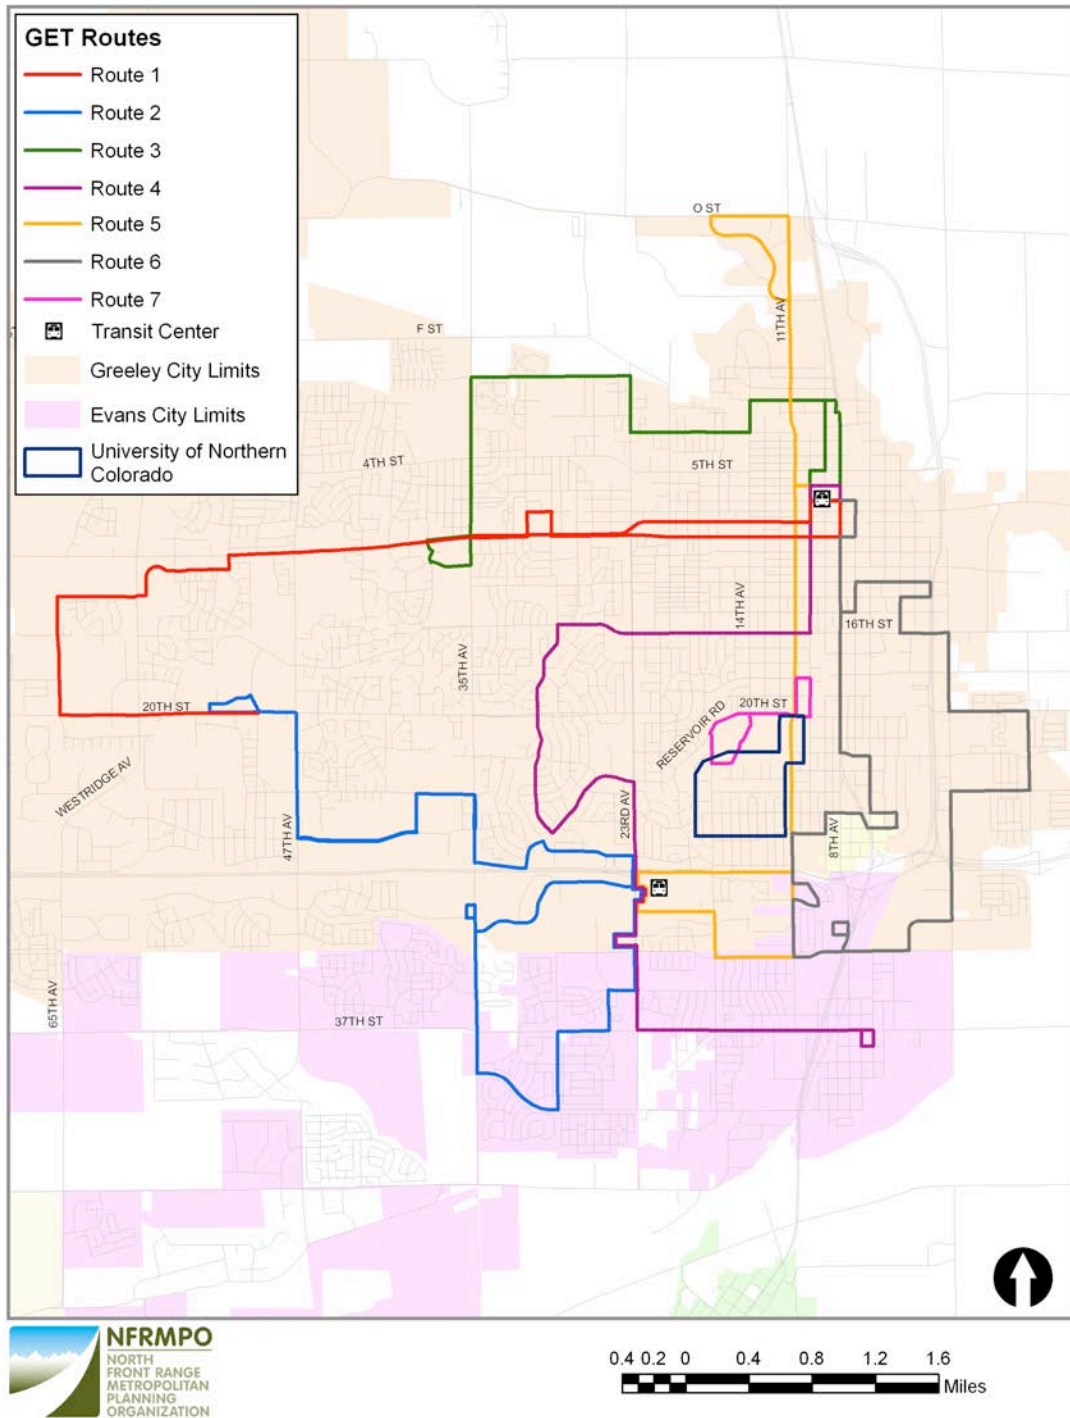 GET Routes
Route 1
Route 2
Route 3
Route 4
Route 5
Route 6
Route 7
Transit Center
Greeley City Limits
Evans City Limits
University of Northern
Colorado
O ST
11TH AV
F ST
4TH ST
5TH ST
14TH AV
16TH ST
35TH AV
20TH ST
20TH ST
RESERVOIR RD
WESTRIDGE AV
47TH AV
23RD AV
8TH AV
65TH AV
37TH ST
NFRMPO
NORTH
FRONT RANGE
METROPOLITAN
PLANNING
ORGANIZATION
0.4 0.2 0 0.4 0.8 1.2 1.6
Miles